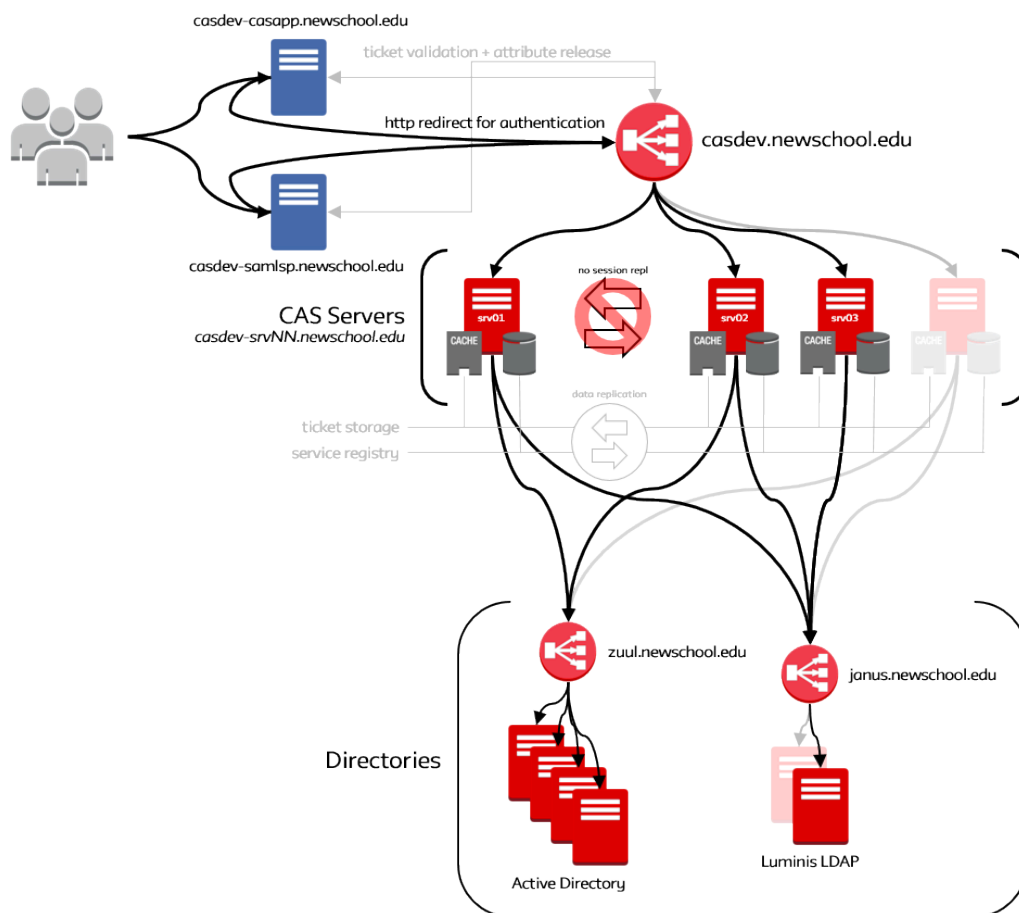 casdev-casapp.newschool.edu
ticket validation + attribute release
http redirect for authentication
casdev.newschool.edu
casdev-samlsp.newschool.edu
no session repl
CAS Servers
casdev-srvNN.newschool.edu
srv01
srv02
srv03
CACHE
CACHE
CACHE
CACHE
data replication
ticket storage
service registry
zuul.newschool.edu
janus.newschool.edu
Directories
Luminis LDAP
Active Directory